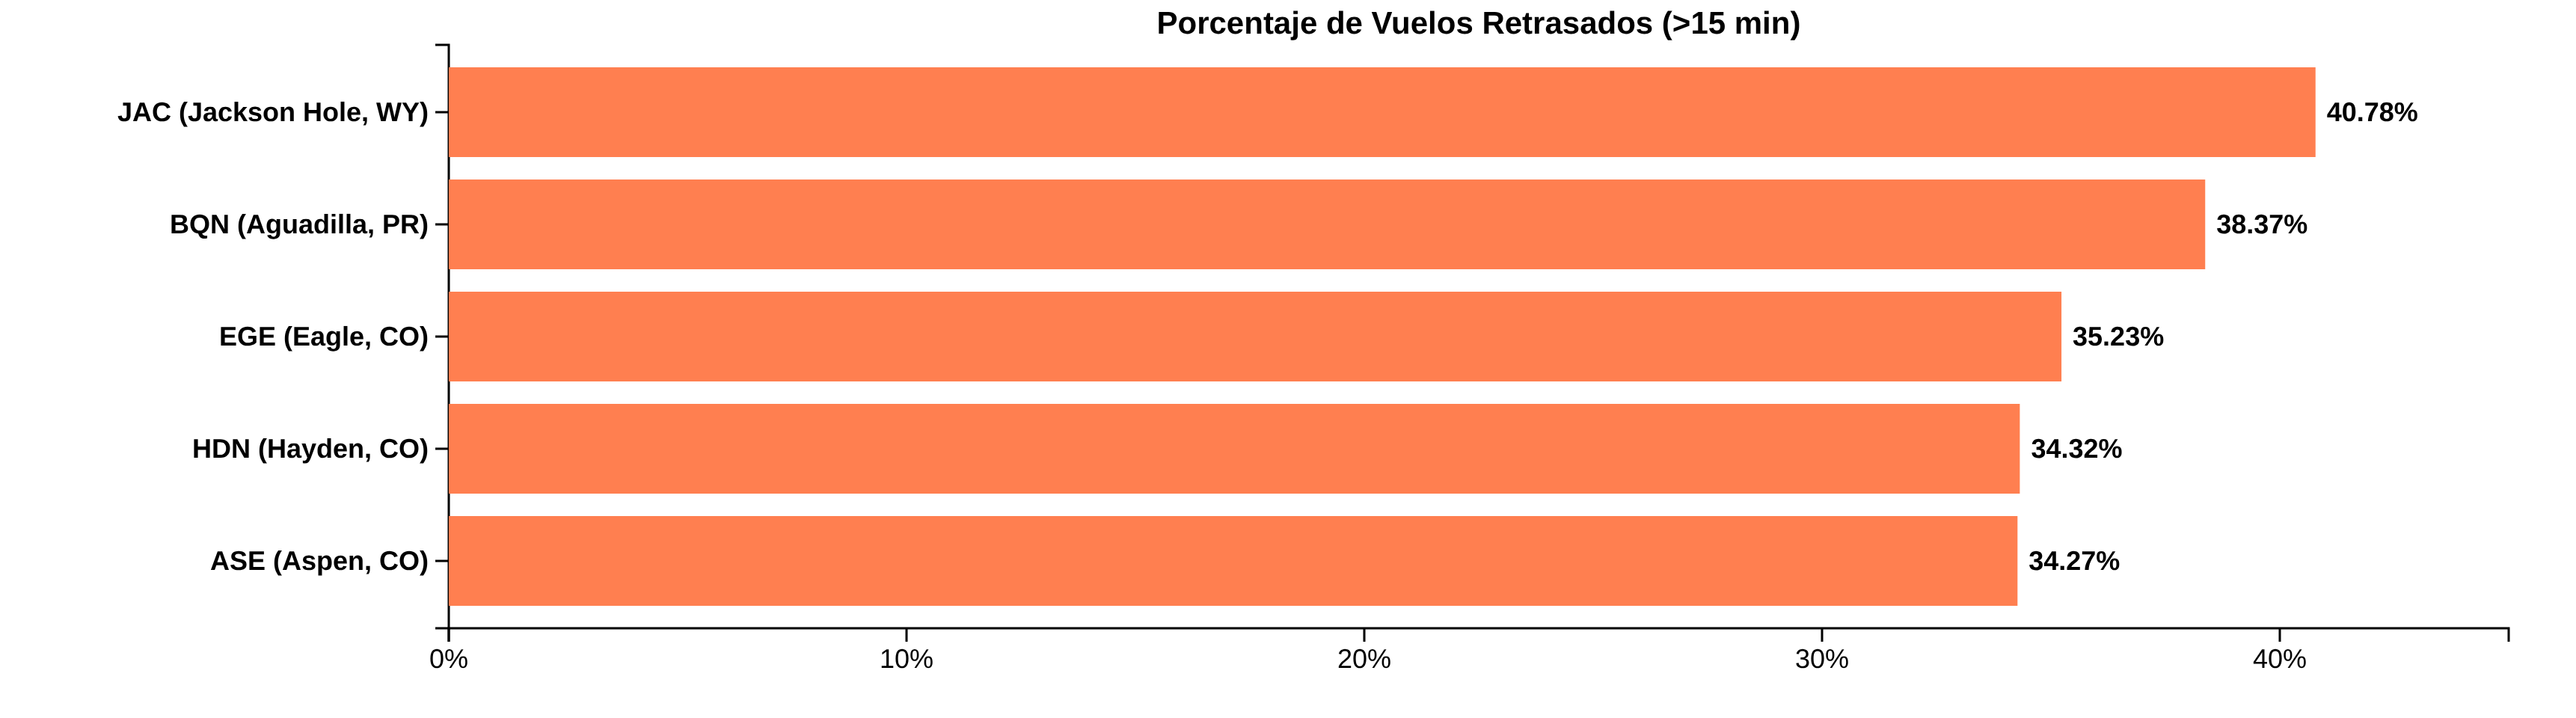 Porcentaje de Vuelos Retrasados (>15 min)
JAC (Jackson Hole, WY) 40.78%
BQN (Aguadilla, PR) 38.37%
EGE (Eagle, CO) 35.23%
HDN (Hayden, CO) 34.32%
ASE (Aspen, CO) 34.27%
0% 10% 20% 30% 40%